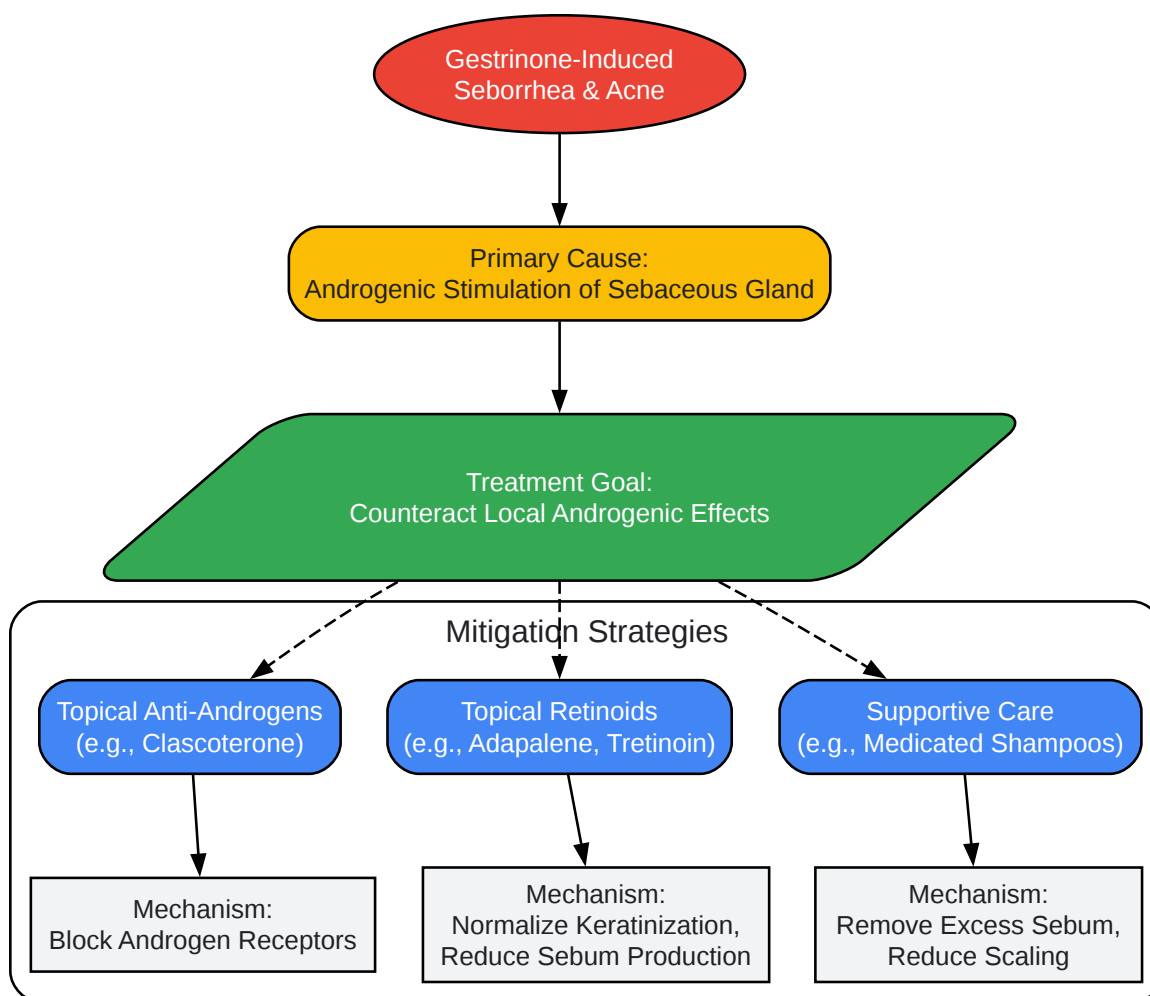 Gestrinone-Induced
Seborrhea & Acne
Primary Cause:
Androgenic Stimulation of Sebaceous Gland
Treatment Goal:
Counteract Local Androgenic Effects
Mitigation Strategies
Topical Anti-Androgens
(e.g., Clascoterone)
Topical Retinoids
(e.g., Adapalene, Tretinoin)
Supportive Care
(e.g., Medicated Shampoos)
Mechanism:
Block Androgen Receptors
Mechanism:
Normalize Keratinization,
Reduce Sebum Production
Mechanism:
Remove Excess Sebum,
Reduce Scaling